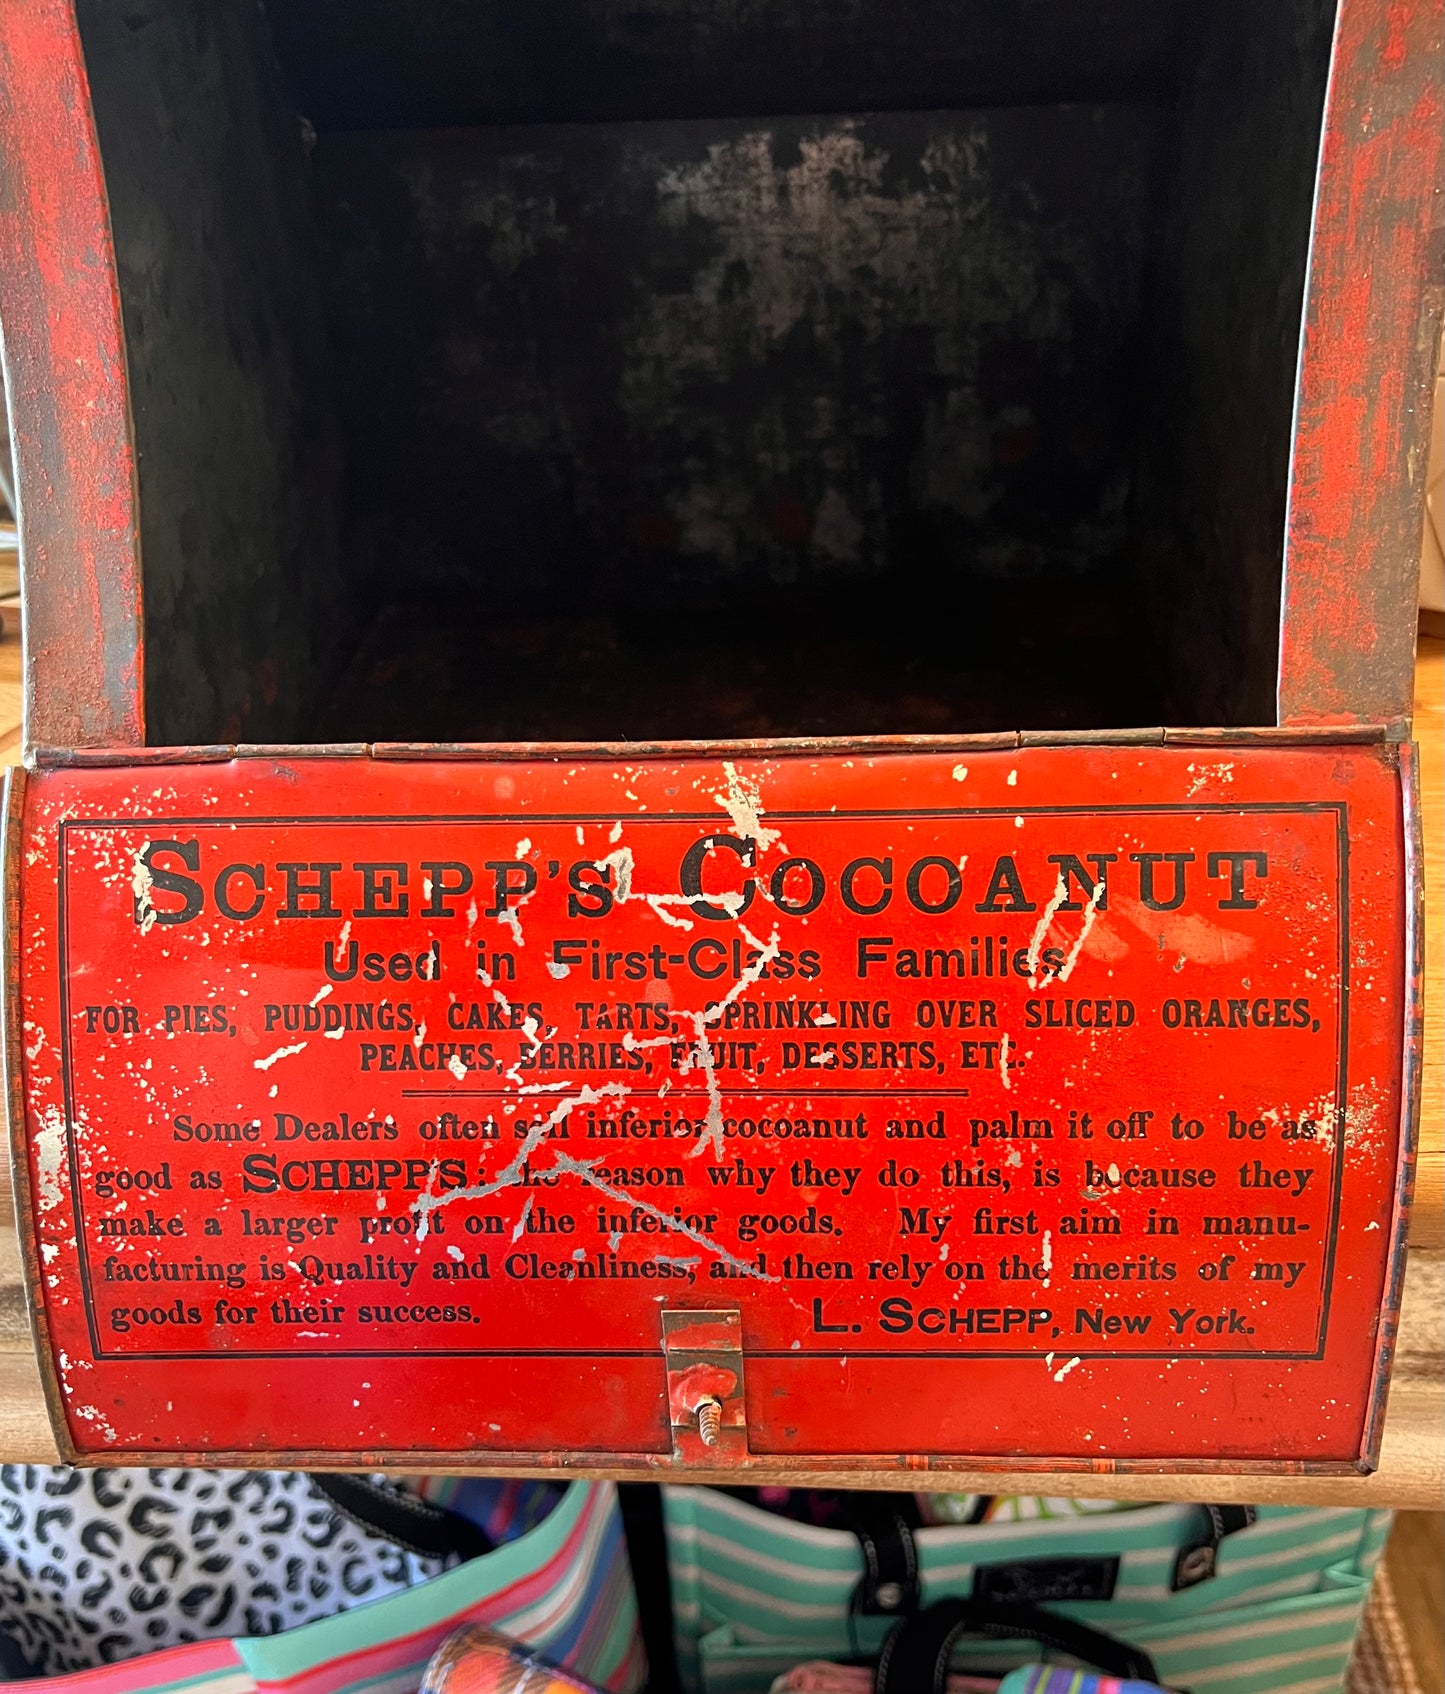 SCHEPP'S COCOANUT
Used in First-Class Families
FOR PIES, PUDDINGS, CAKES, TARTS, SPRINKLING OVER SLICED ORANGES,
PEACHES, BERRIES, FRUIT, DESSERTS, ETC.
Some Dealers often sell inferior cocoanut and palm it off to be as
good as SCHEPP'S: the reason why they do this, is because they
make a larger profit on the inferior goods. My first aim in manu-
facturing is Quality and Cleanliness, and then rely on the merits of my
goods for their success. L. SCHEPP, New York.